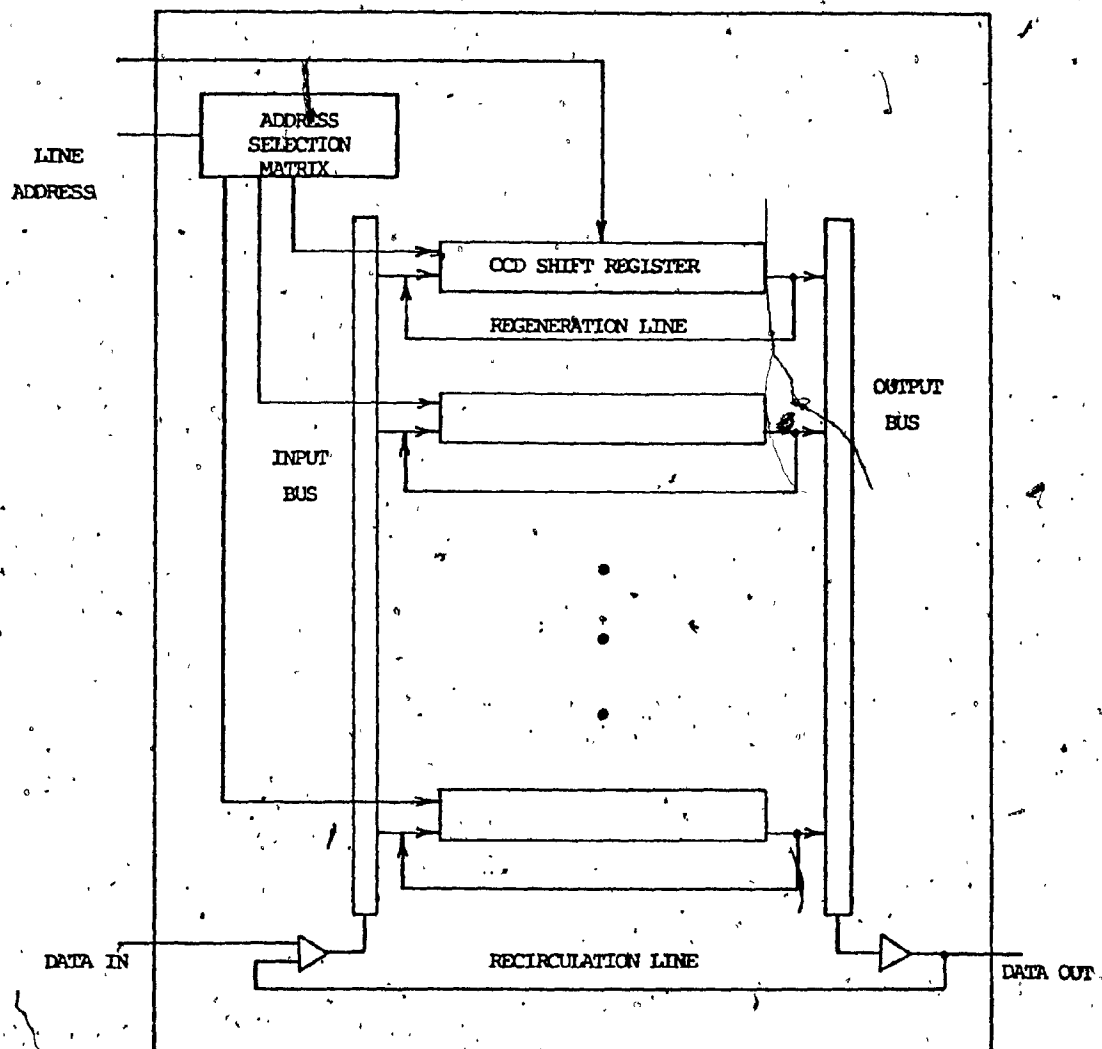 ADDRESS
SELECTION
MATRIX
LINE
ADDRESS
CCD SHIFT REGISTER
REGENERATION LINE
OUTPUT
BUS
INPUT
BUS
DATA IN
RECIRCULATION LINE
DATA OUT